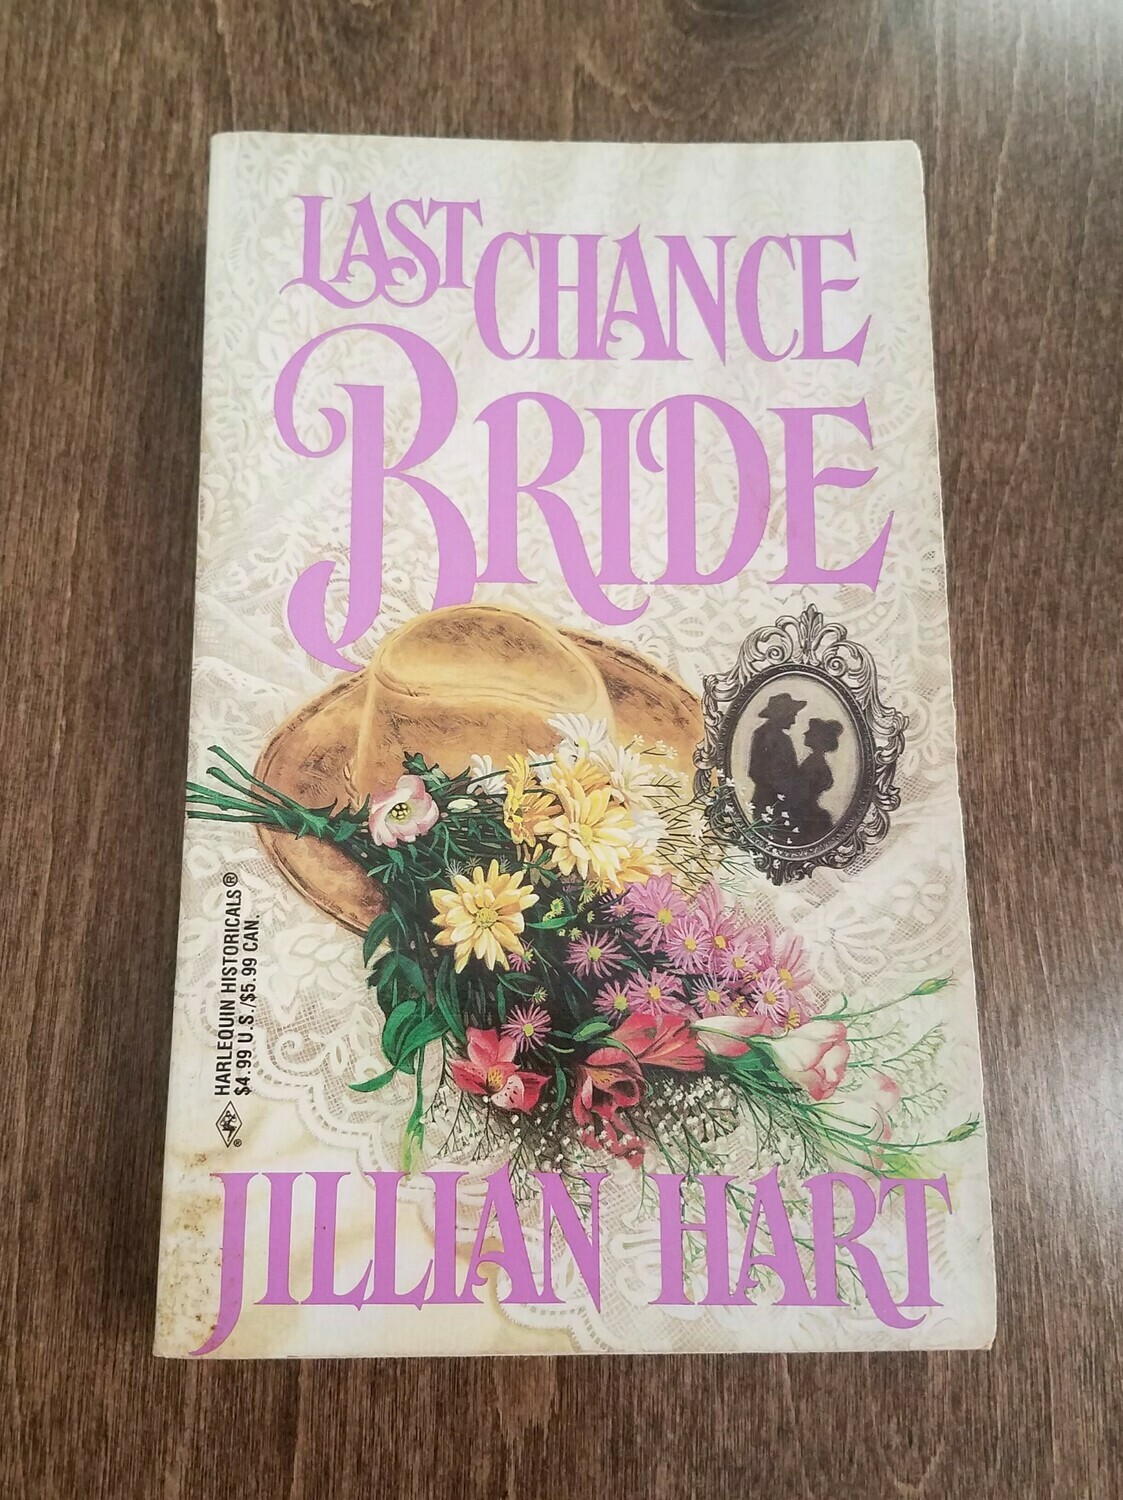 LAST CHANCE
BRIDE
HARLEQUIN HISTORICALS®
$4.99 U.S./$5.99 CAN.
®
JILLIAN HART